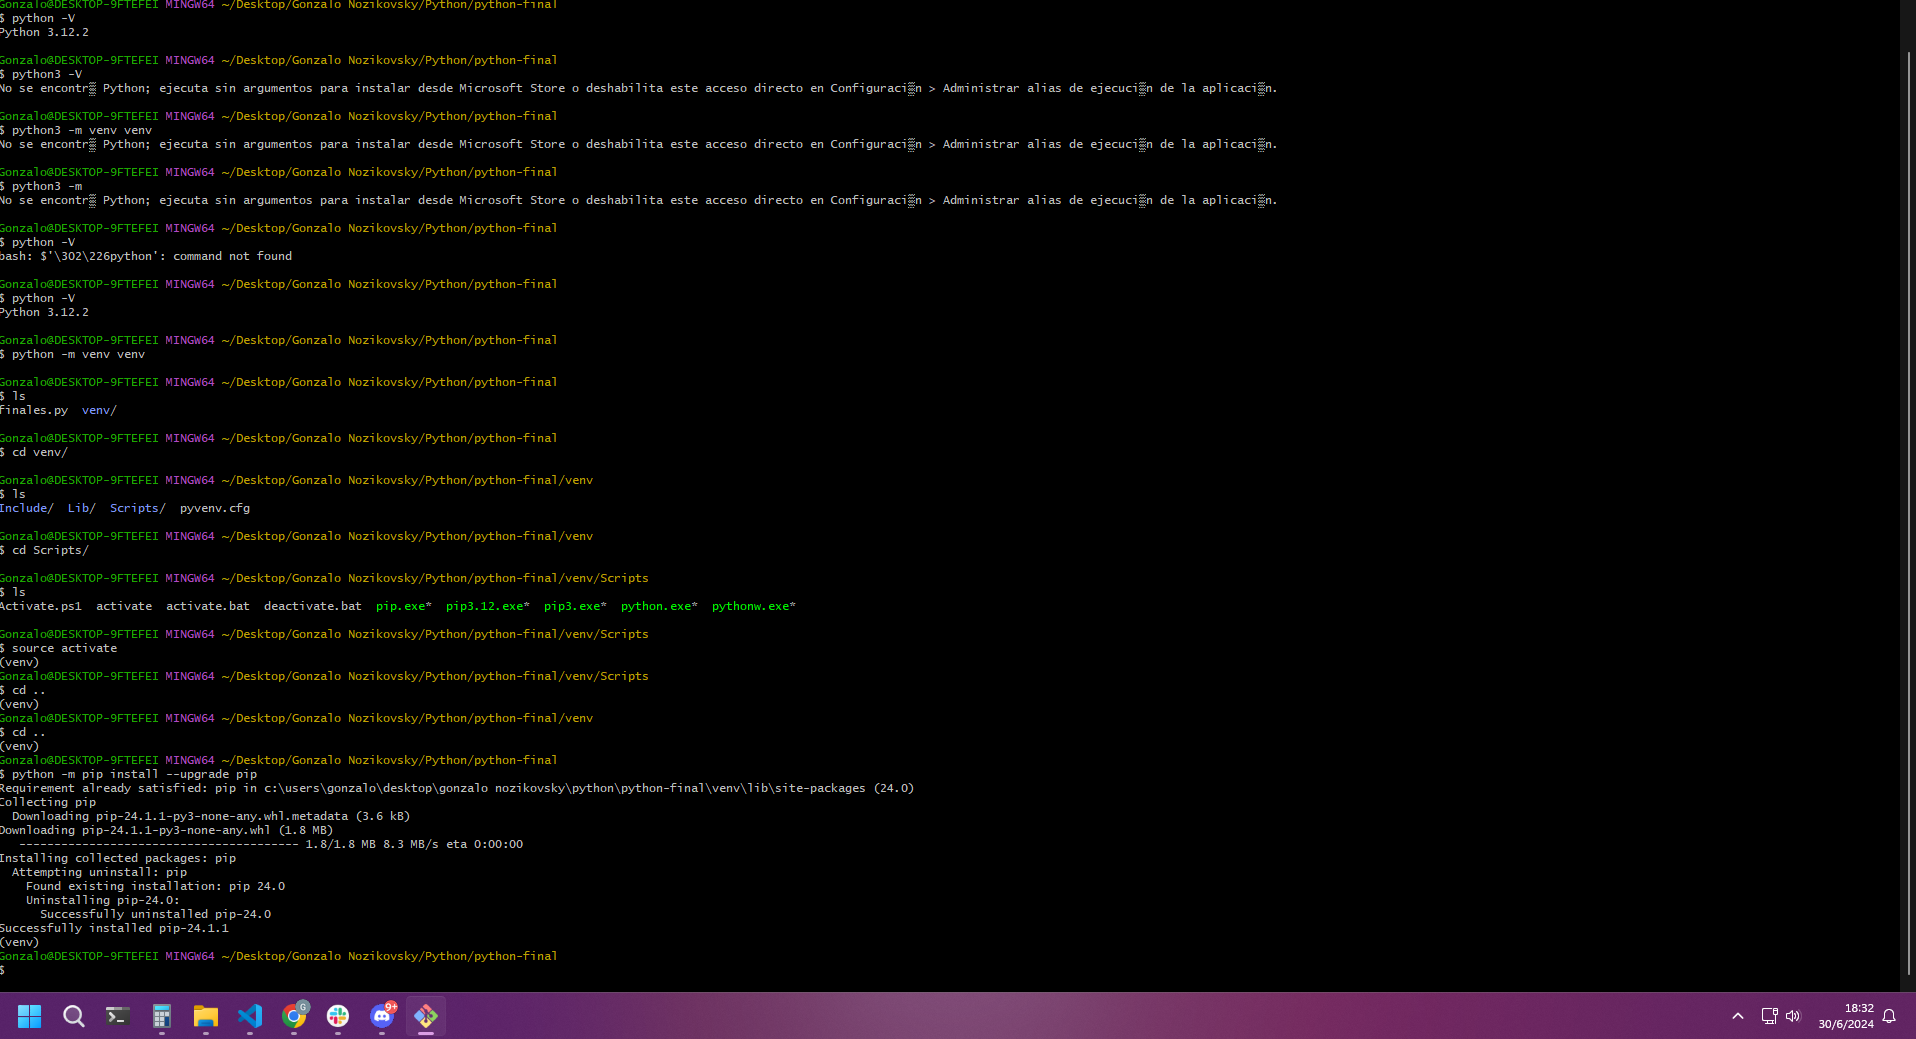 Gonzalo@DESKTOP-9FTEFEI MINGW64 ~/Desktop/Gonzalo Nozikovsky/Python/python-final
$ python -V
Python 3.12.2

Gonzalo@DESKTOP-9FTEFEI MINGW64 ~/Desktop/Gonzalo Nozikovsky/Python/python-final
$ python3 -V
No se encontr▒ Python; ejecuta sin argumentos para instalar desde Microsoft Store o deshabilita este acceso directo en Configuraci▒n > Administrar alias de ejecuci▒n de la aplicaci▒n.

Gonzalo@DESKTOP-9FTEFEI MINGW64 ~/Desktop/Gonzalo Nozikovsky/Python/python-final
$ python3 -m venv venv
No se encontr▒ Python; ejecuta sin argumentos para instalar desde Microsoft Store o deshabilita este acceso directo en Configuraci▒n > Administrar alias de ejecuci▒n de la aplicaci▒n.

Gonzalo@DESKTOP-9FTEFEI MINGW64 ~/Desktop/Gonzalo Nozikovsky/Python/python-final
$ python3 -m
No se encontr▒ Python; ejecuta sin argumentos para instalar desde Microsoft Store o deshabilita este acceso directo en Configuraci▒n > Administrar alias de ejecuci▒n de la aplicaci▒n.

Gonzalo@DESKTOP-9FTEFEI MINGW64 ~/Desktop/Gonzalo Nozikovsky/Python/python-final
$ python -V
bash: $'\302\226python': command not found

Gonzalo@DESKTOP-9FTEFEI MINGW64 ~/Desktop/Gonzalo Nozikovsky/Python/python-final
$ python -V
Python 3.12.2

Gonzalo@DESKTOP-9FTEFEI MINGW64 ~/Desktop/Gonzalo Nozikovsky/Python/python-final
$ python -m venv venv

Gonzalo@DESKTOP-9FTEFEI MINGW64 ~/Desktop/Gonzalo Nozikovsky/Python/python-final
$ ls
finales.py  venv/

Gonzalo@DESKTOP-9FTEFEI MINGW64 ~/Desktop/Gonzalo Nozikovsky/Python/python-final
$ cd venv/

Gonzalo@DESKTOP-9FTEFEI MINGW64 ~/Desktop/Gonzalo Nozikovsky/Python/python-final/venv
$ ls
Include/  Lib/  Scripts/  pyvenv.cfg

Gonzalo@DESKTOP-9FTEFEI MINGW64 ~/Desktop/Gonzalo Nozikovsky/Python/python-final/venv
$ cd Scripts/

Gonzalo@DESKTOP-9FTEFEI MINGW64 ~/Desktop/Gonzalo Nozikovsky/Python/python-final/venv/Scripts
$ ls
Activate.ps1  activate  activate.bat  deactivate.bat  pip.exe*  pip3.12.exe*  pip3.exe*  python.exe*  pythonw.exe*

Gonzalo@DESKTOP-9FTEFEI MINGW64 ~/Desktop/Gonzalo Nozikovsky/Python/python-final/venv/Scripts
$ source activate
(venv)
Gonzalo@DESKTOP-9FTEFEI MINGW64 ~/Desktop/Gonzalo Nozikovsky/Python/python-final/venv/Scripts
$ cd ..
(venv)
Gonzalo@DESKTOP-9FTEFEI MINGW64 ~/Desktop/Gonzalo Nozikovsky/Python/python-final/venv
$ cd ..
(venv)
Gonzalo@DESKTOP-9FTEFEI MINGW64 ~/Desktop/Gonzalo Nozikovsky/Python/python-final
$ python -m pip install --upgrade pip
Requirement already satisfied: pip in c:\users\gonzalo\desktop\gonzalo nozikovsky\python\python-final\venv\lib\site-packages (24.0)
Collecting pip
  Downloading pip-24.1.1-py3-none-any.whl.metadata (3.6 kB)
Downloading pip-24.1.1-py3-none-any.whl (1.8 MB)
   ---------------------------------------- 1.8/1.8 MB 8.3 MB/s eta 0:00:00
Installing collected packages: pip
  Attempting uninstall: pip
    Found existing installation: pip 24.0
    Uninstalling pip-24.0:
      Successfully uninstalled pip-24.0
Successfully installed pip-24.1.1
(venv)
Gonzalo@DESKTOP-9FTEFEI MINGW64 ~/Desktop/Gonzalo Nozikovsky/Python/python-final
$
G
9+
18:32
30/6/2024